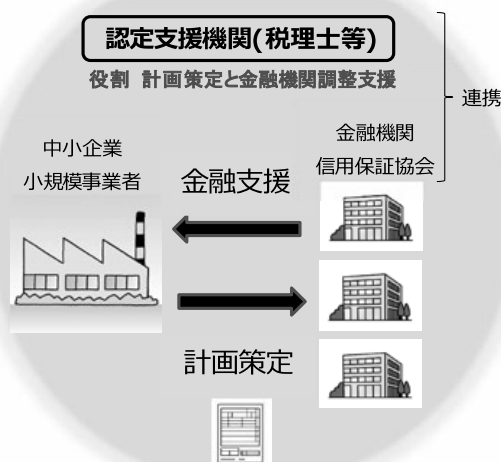 認定支援機関(税理士等)
役割 計画策定と金融機関調整支援
連携
金融機関
信用保証協会
中小企業
小規模事業者
金融支援
計画策定